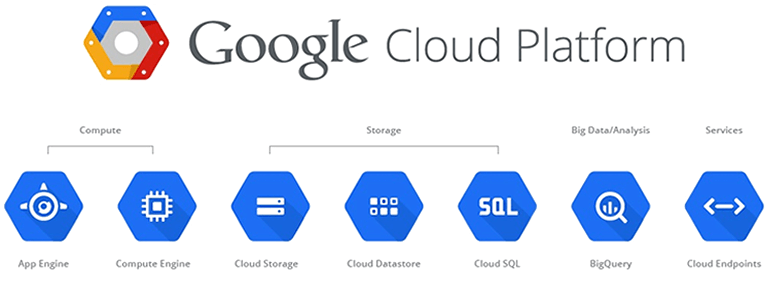 Google Cloud Platform
Compute Storage Big Data/Analysis Services
SQL
App Engine Compute Engine Cloud Storage Cloud Datastore Cloud SQL BigQuery Cloud Endpoints